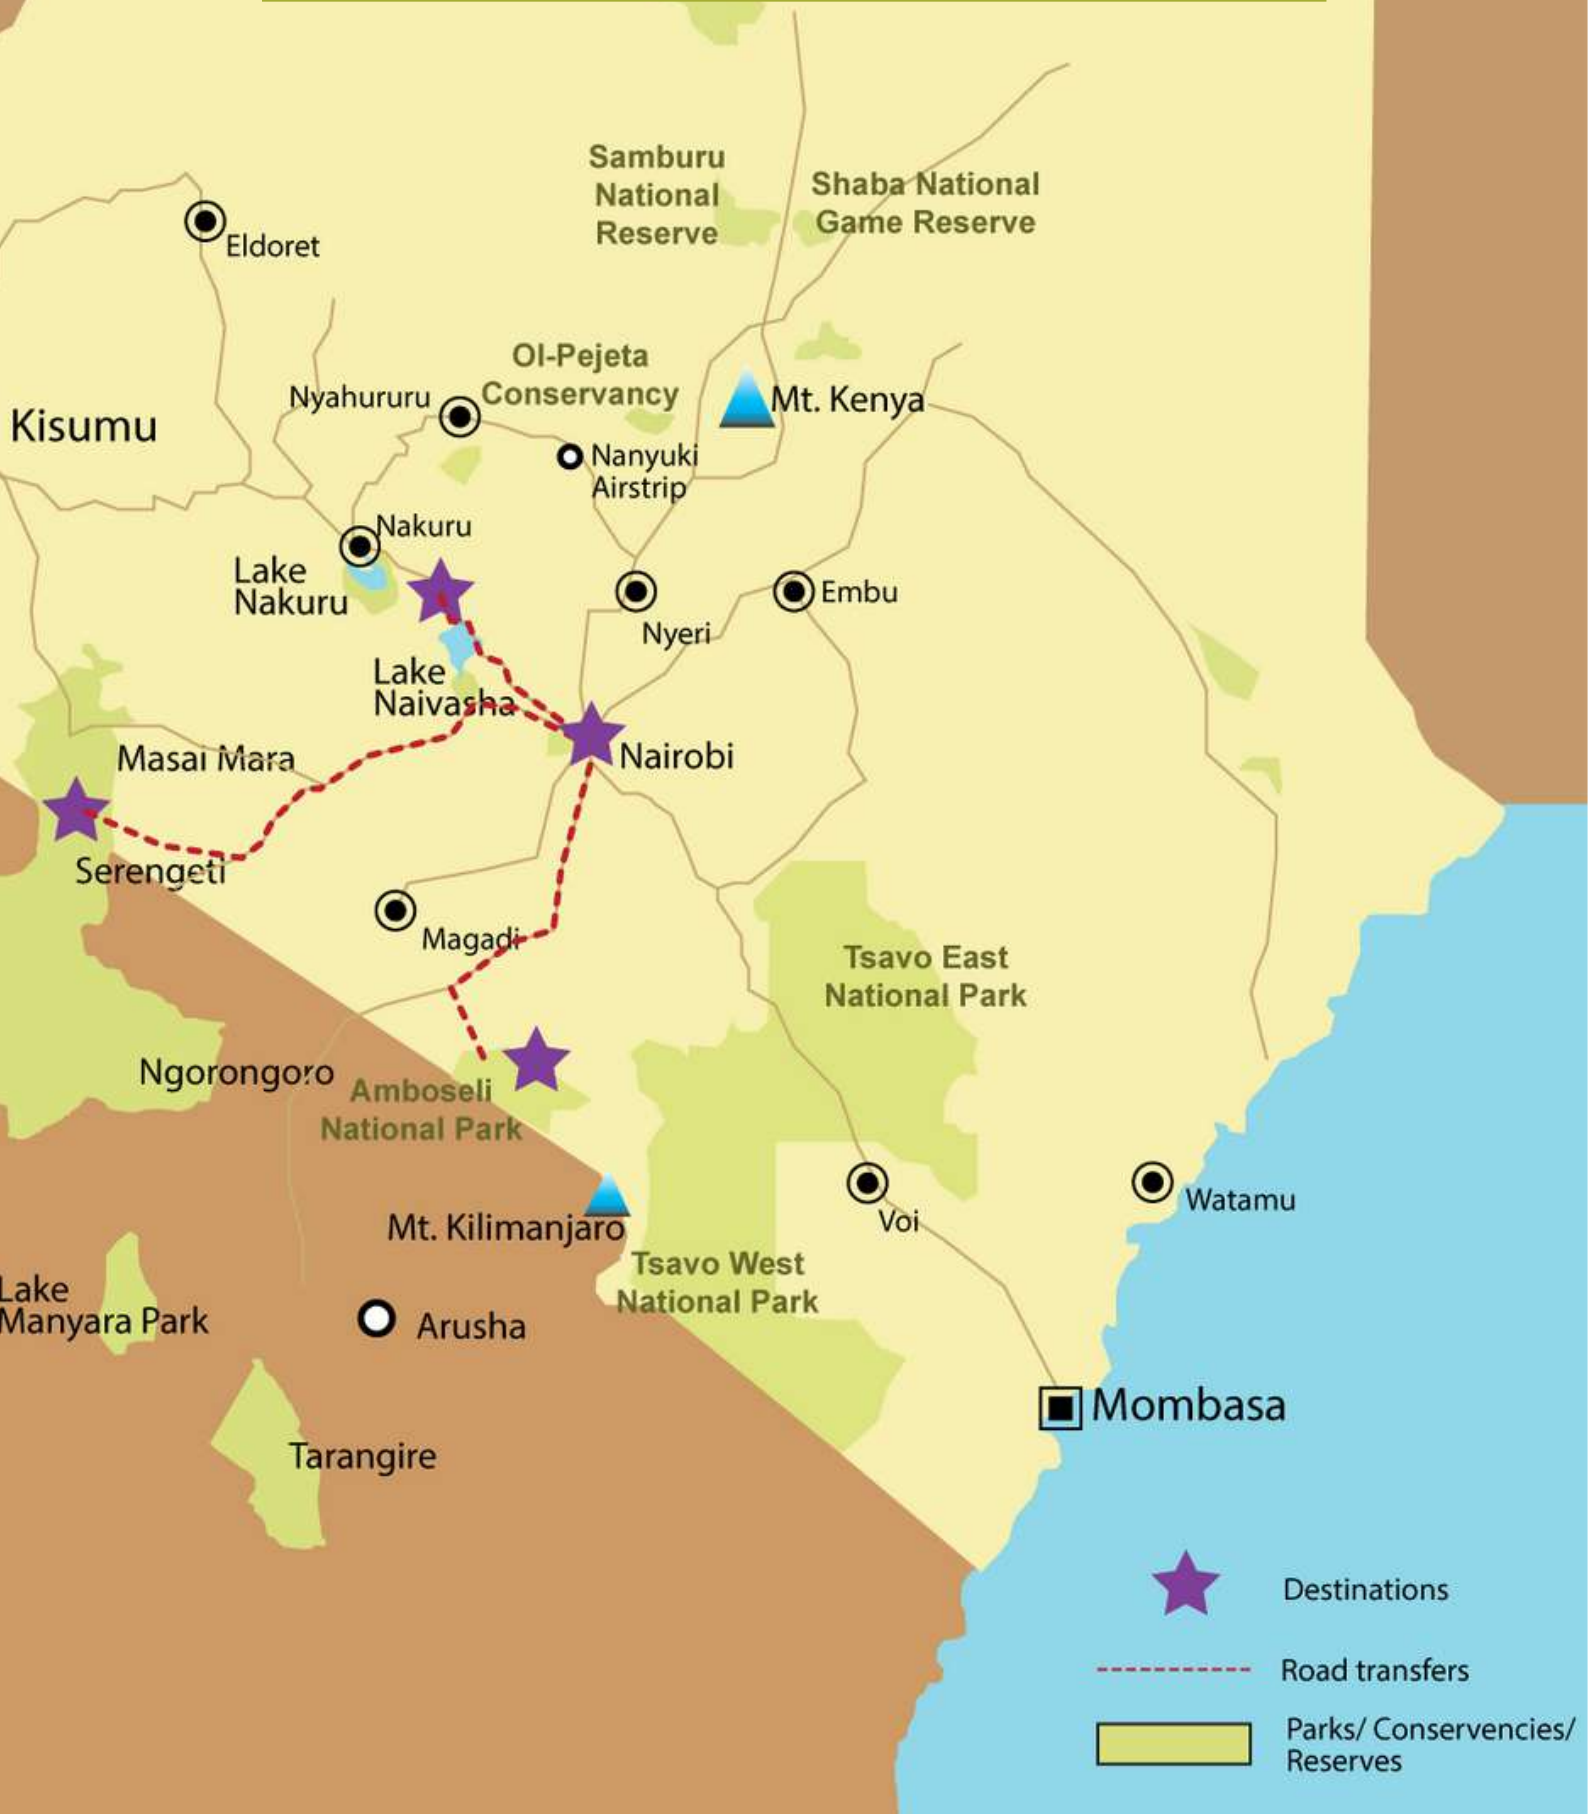 Samburu
National
Reserve
Shaba National
Game Reserve
Eldoret
Ol-Pejeta
Conservancy
Nyahururu
Mt. Kenya
Kisumu
Nanyuki
Airstrip
Nakuru
Lake
Nakuru
Embu
Nyeri
Lake
Naivasha
Masai Mara
Nairobi
Serengeti
Magadi
Tsavo East
National Park
Ngorongoro
Amboseli
National Park
Watamu
Voi
Mt. Kilimanjaro
Tsavo West
National Park
Lake
Manyara Park
Arusha
Mombasa
Tarangire
Destinations
Road transfers
Parks/ Conservencies/
Reserves